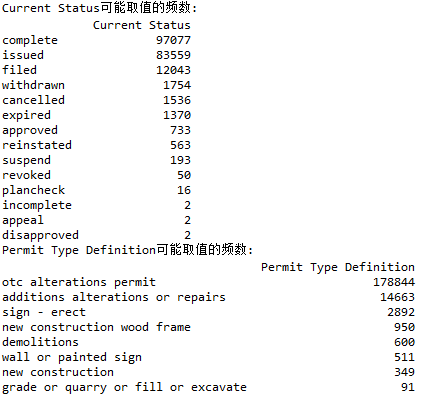 Current Status可能取值的频数:
Current Status
complete 97077
issued 83559
filed 12043
withdrawn 1754
cancelled 1536
expired 1370
approved 733
reinstated 563
suspend 193
revoked 50
plancheck 16
incomplete 2
appeal 2
disapproved 2
Permit Type Definition可能取值的频数:
Permit Type Definition
otc alterations permit 178844
additions alterations or repairs 14663
sign - erect 2892
new construction wood frame 950
demolitions 600
wall or painted sign 511
new construction 349
grade or quarry or fill or excavate 91